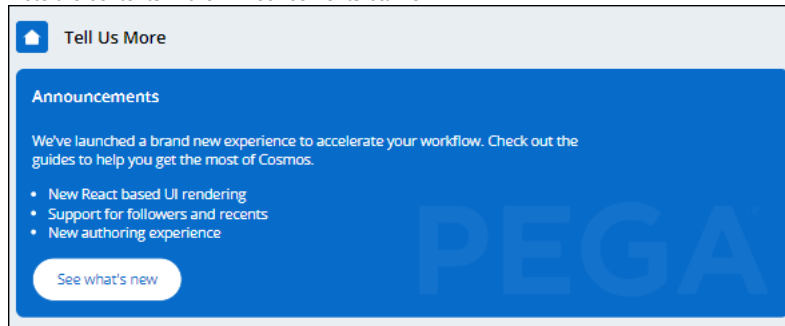 Tell Us More
Announcements
We've launched a brand new experience to accelerate your workflow. Check out the
guides to help you get the most of Cosmos.
• New React based UI rendering
• Support for followers and recents
• New authoring experience
See what's new
PEGA